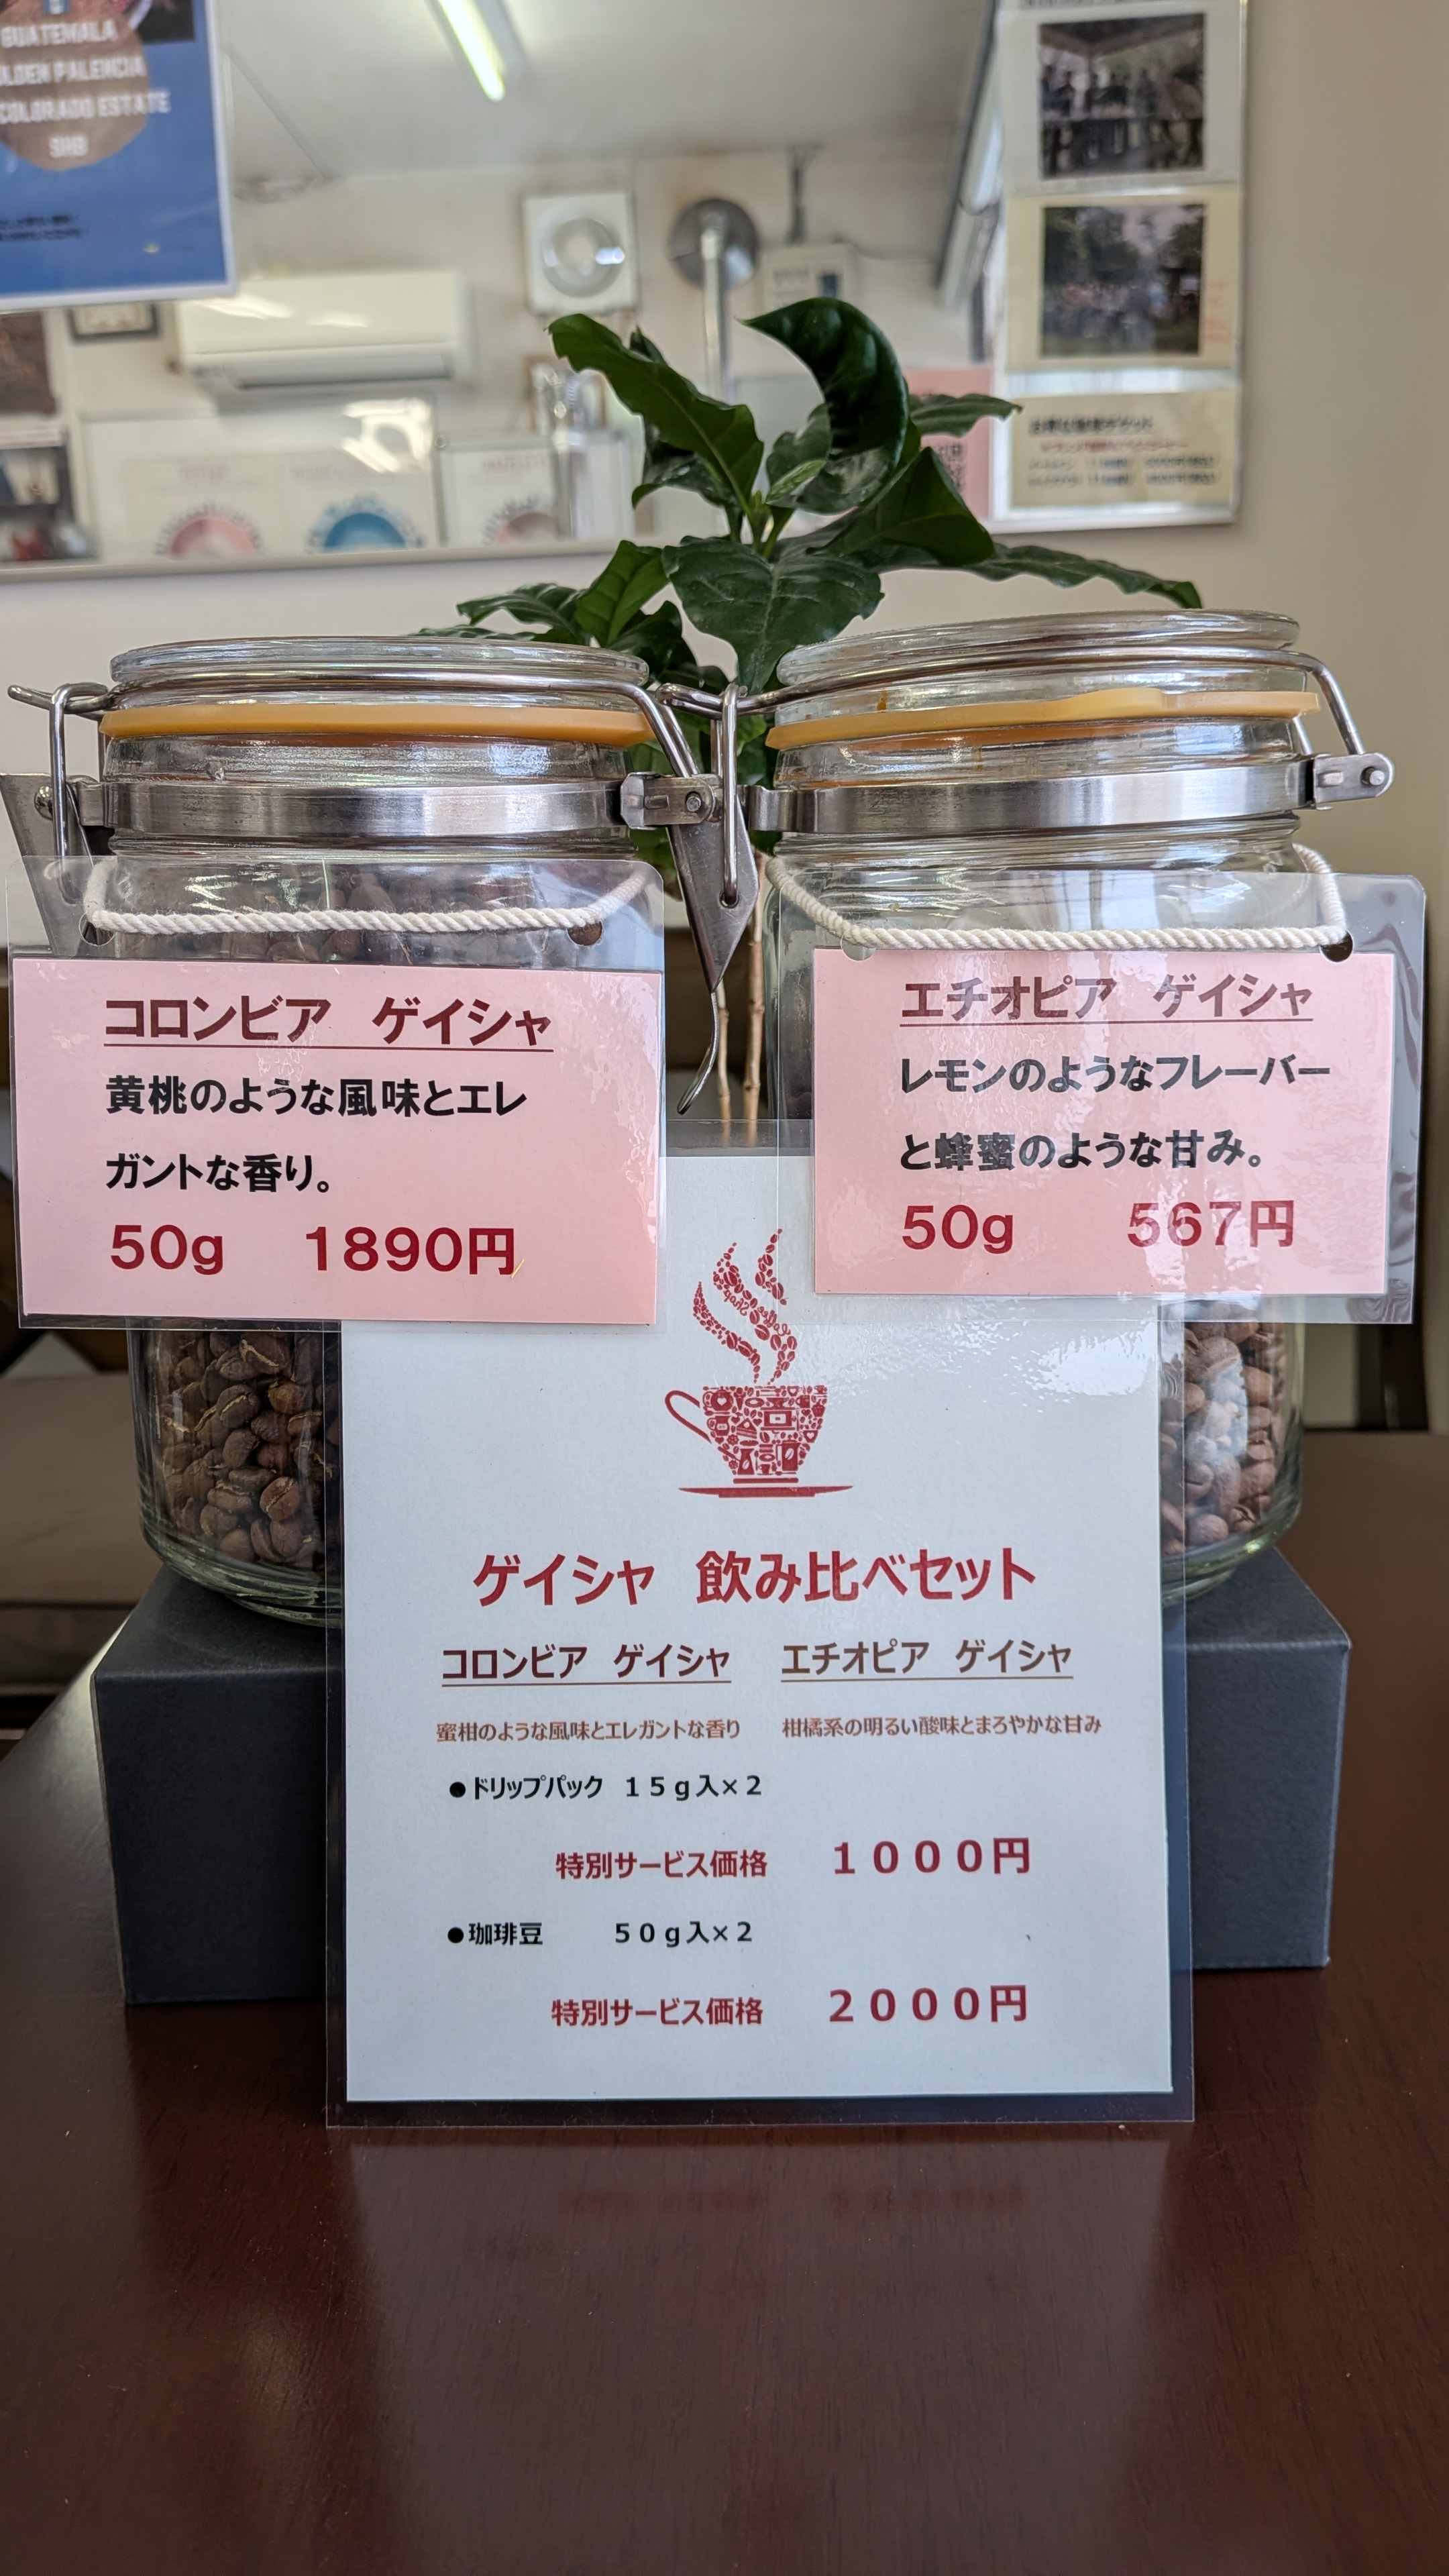 GUATEMALA
LDEN PALENCIA
COLORADO ESTATE
SHB
コロンビア　ゲイシャ
黄桃のような風味とエレ
ガントな香り。
50g　1890円
エチオピア　ゲイシャ
レモンのようなフレーバー
と蜂蜜のような甘み。
50g　567円
ゲイシャ　飲み比べセット
コロンビア　ゲイシャ　エチオピア　ゲイシャ
蜜柑のような風味とエレガントな香り　柑橘系の明るい酸味とまろやかな甘み
●ドリップパック　１５ｇ入×２
特別サービス価格　１０００円
●珈琲豆　５０ｇ入×２
特別サービス価格　２０００円